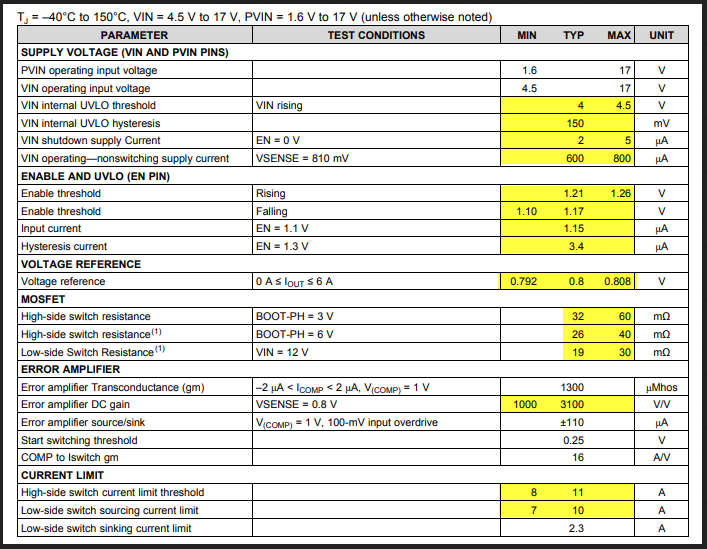 TJ = –40°C to 150°C, VIN = 4.5 V to 17 V, PVIN = 1.6 V to 17 V (unless otherwise noted)
PARAMETER TEST CONDITIONS MIN TYP MAX UNIT
SUPPLY VOLTAGE (VIN AND PVIN PINS)
PVIN operating input voltage 1.6 17 V
VIN operating input voltage 4.5 17 V
VIN internal UVLO threshold VIN rising 4 4.5 V
VIN internal UVLO hysteresis 150 mV
VIN shutdown supply Current EN = 0 V 2 5 µA
VIN operating—nonswitching supply current VSENSE = 810 mV 600 800 µA
ENABLE AND UVLO (EN PIN)
Enable threshold Rising 1.21 1.26 V
Enable threshold Falling 1.10 1.17 V
Input current EN = 1.1 V 1.15 µA
Hysteresis current EN = 1.3 V 3.4 µA
VOLTAGE REFERENCE
Voltage reference 0 A ≤ IOUT ≤ 6 A 0.792 0.8 0.808 V
MOSFET
High-side switch resistance BOOT-PH = 3 V 32 60 mΩ
High-side switch resistance(1) BOOT-PH = 6 V 26 40 mΩ
Low-side Switch Resistance(1) VIN = 12 V 19 30 mΩ
ERROR AMPLIFIER
Error amplifier Transconductance (gm) –2 µA < ICOMP < 2 µA, V(COMP) = 1 V 1300 µMhos
Error amplifier DC gain VSENSE = 0.8 V 1000 3100 V/V
Error amplifier source/sink V(COMP) = 1 V, 100-mV input overdrive ±110 µA
Start switching threshold 0.25 V
COMP to Iswitch gm 16 A/V
CURRENT LIMIT
High-side switch current limit threshold 8 11 A
Low-side switch sourcing current limit 7 10 A
Low-side switch sinking current limit 2.3 A